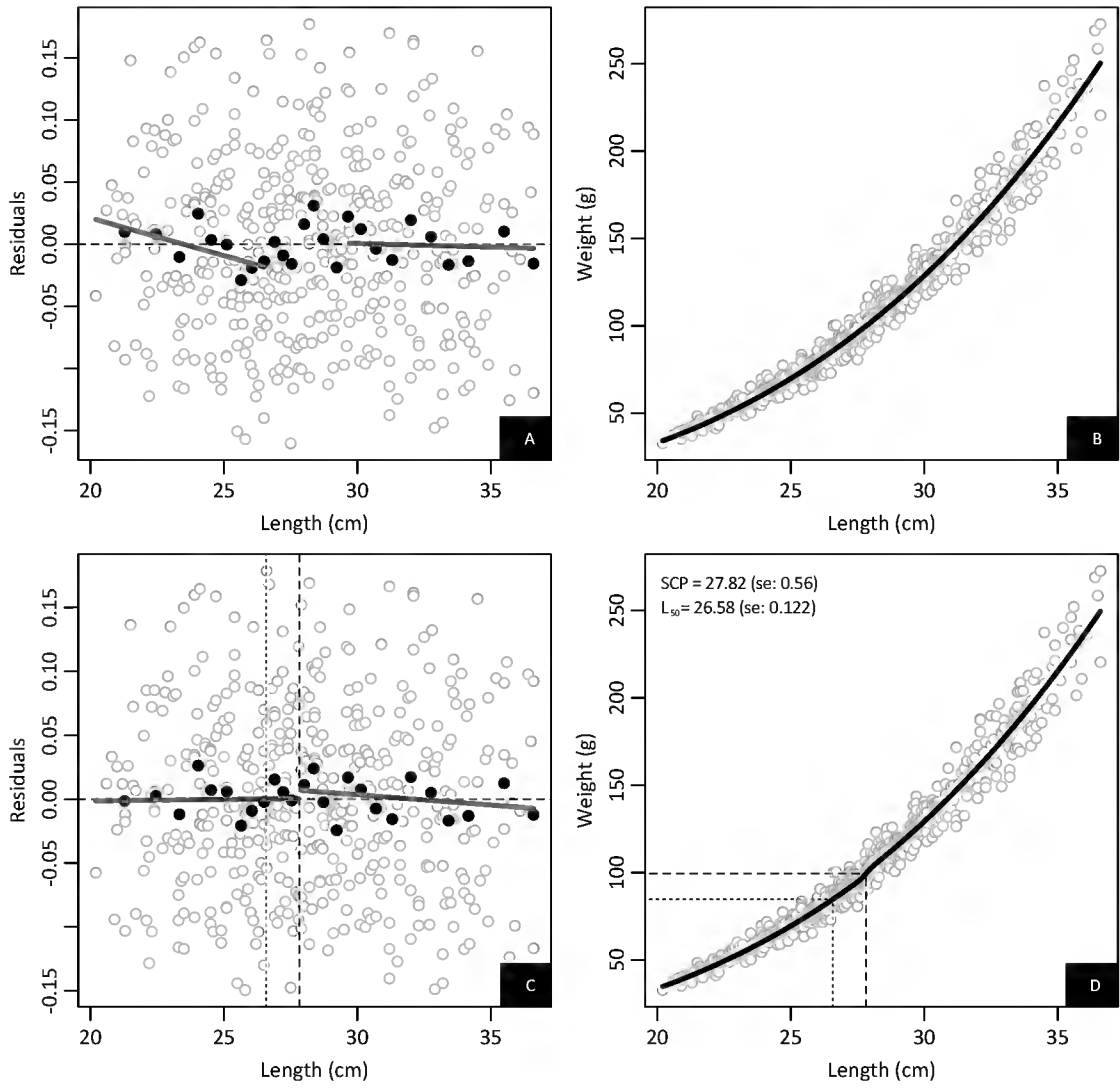 Residuals
0.15
0.10
0.05
0.00
-0.05
-0.15
A
20
25
30
35
Length (cm)
Weight (g)
250
200
150
100
50
B
20
25
30
35
Length (cm)
Residuals
0.15
0.10
0.05
0.00
-0.05
-0.15
C
20
25
30
35
Length (cm)
SCP = 27.82 (se: 0.56)
L50= 26.58 (se: 0.122)
Weight (g)
250
200
150
100
50
D
20
25
30
35
Length (cm)